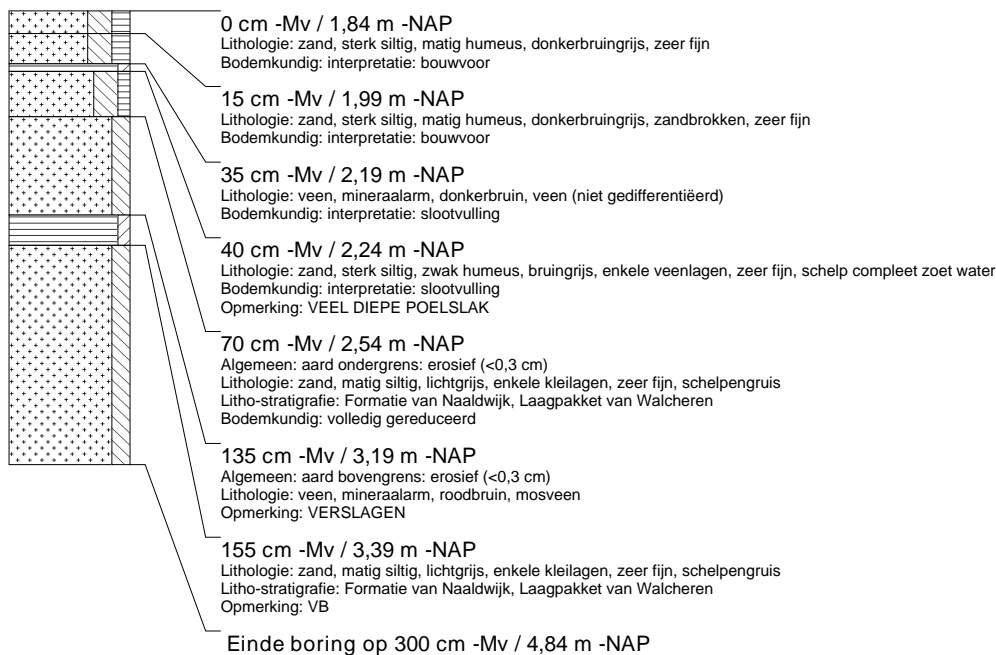 0 cm -Mv / 1,84 m -NAP
Lithologie: zand, sterk siltig, matig humeus, donkerbruingrijs, zeer fijn
Bodemkundig: interpretatie: bouwvoor
15 cm -Mv / 1,99 m -NAP
Lithologie: zand, sterk siltig, matig humeus, donkerbruingrijs, zandbrokken, zeer fijn
Bodemkundig: interpretatie: bouwvoor
35 cm -Mv / 2,19 m -NAP
Lithologie: veen, mineraalarm, donkerbruin, veen (niet gedifferentiëerd)
Bodemkundig: interpretatie: slootvulling
40 cm -Mv / 2,24 m -NAP
Lithologie: zand, sterk siltig, zwak humeus, bruingrijs, enkele veenlagen, zeer fijn, schelp compleet zoet water
Bodemkundig: interpretatie: slootvulling
Opmerking: VEEL DIEPE POELSLAK
70 cm -Mv / 2,54 m -NAP
Algemeen: aard ondergrens: erosief (<0,3 cm)
Lithologie: zand, matig siltig, lichtgrijs, enkele kleilagen, zeer fijn, schelpengruis
Litho-stratigrafie: Formatie van Naaldwijk, Laagpakket van Walcheren
Bodemkundig: volledig gereduceerd
135 cm -Mv / 3,19 m -NAP
Algemeen: aard bovengrens: erosief (<0,3 cm)
Lithologie: veen, mineraalarm, roodbruin, mosveen
Opmerking: VERSLAGEN
155 cm -Mv / 3,39 m -NAP
Lithologie: zand, matig siltig, lichtgrijs, enkele kleilagen, zeer fijn, schelpengruis
Litho-stratigrafie: Formatie van Naaldwijk, Laagpakket van Walcheren
Opmerking: VB
Einde boring op 300 cm -Mv / 4,84 m -NAP